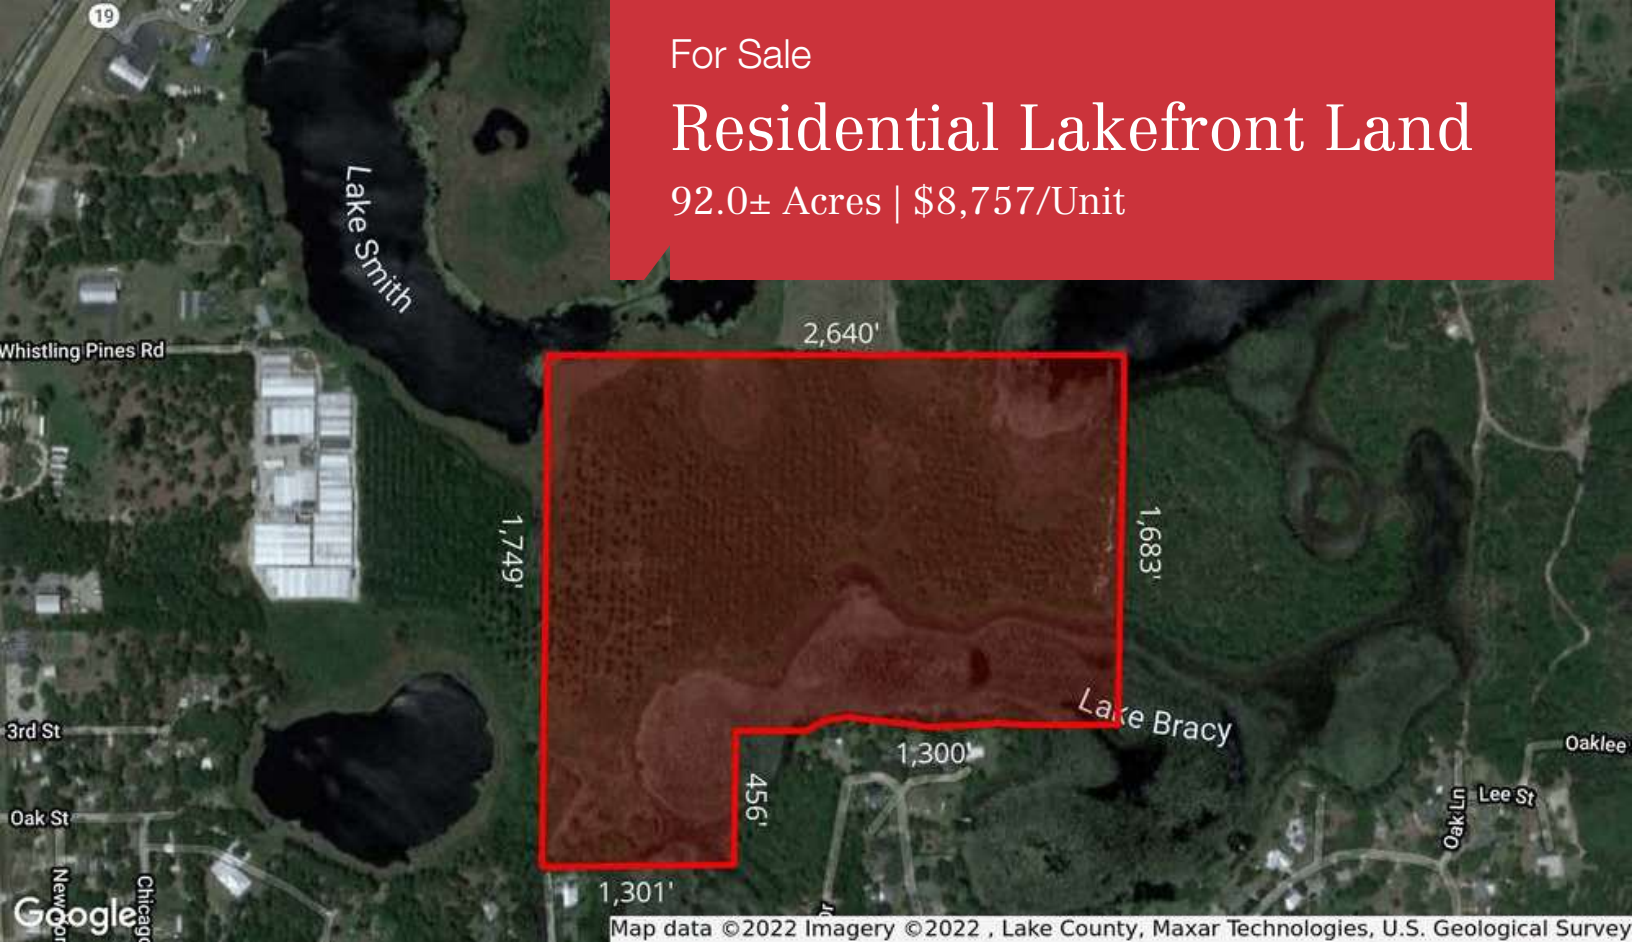 19
For Sale
Residential Lakefront Land
92.0± Acres | $8,757/Unit
Lake Smith
2,640'
Whistling Pines Rd
1,749'
1,683'
Lake Bracy
3rd St
1,300'
Oaklee
456'
Lee St
Oak Ln
Oak St
1,301'
Chicago
Google
Map data ©2022 Imagery ©2022 , Lake County, Maxar Technologies, U.S. Geological Survey